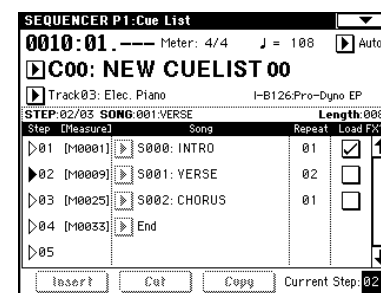 SEQUENCER P1:Cue List
0010:01.--- Meter: 4/4 ♩= 108 Auto
C00: NEW CUELIST 00
Track03: Elec. Piano I-B126:Pro-Dyno EP
STEP:02/03 SONG:001:VERSE Length:008
Step [Measure] Song Repeat Load FX
01 [M0001] S000: INTRO 01
02 [M0009] S001: VERSE 02
03 [M0025] S002: CHORUS 01
04 [M0033] End
05
Insert Cut Copy Current Step: 02